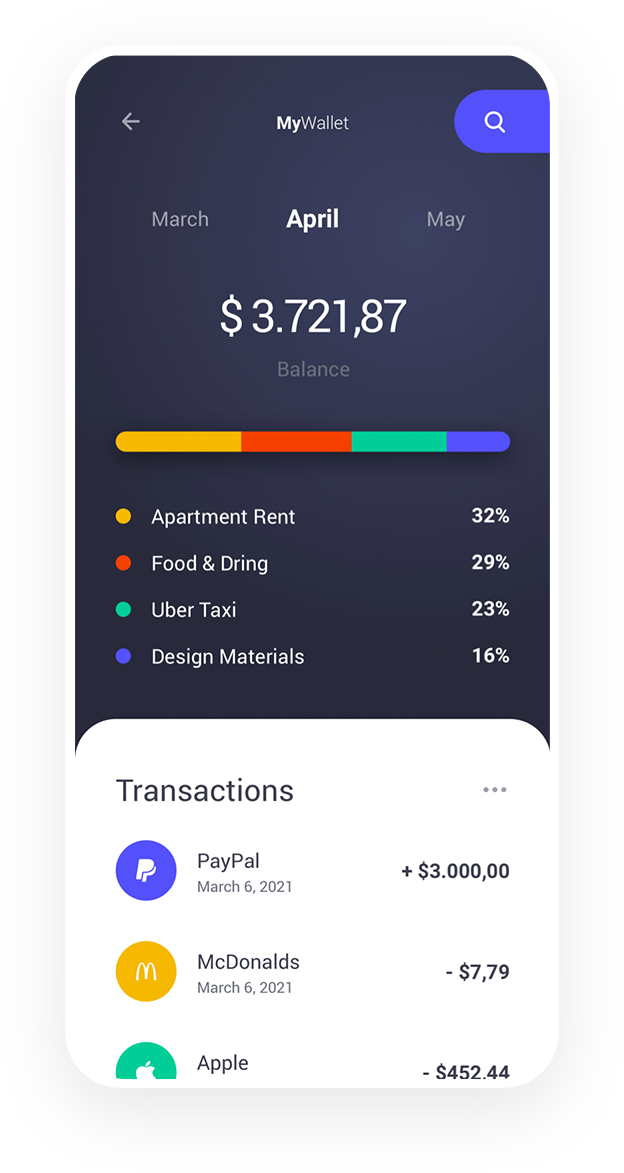 MyWallet
March April May
$ 3.721,87
Balance
Apartment Rent 32%
Food & Dring 29%
Uber Taxi 23%
Design Materials 16%
Transactions
PayPal
March 6, 2021
+ $3.000,00
McDonalds
March 6, 2021
- $7,79
Apple
- $452,44